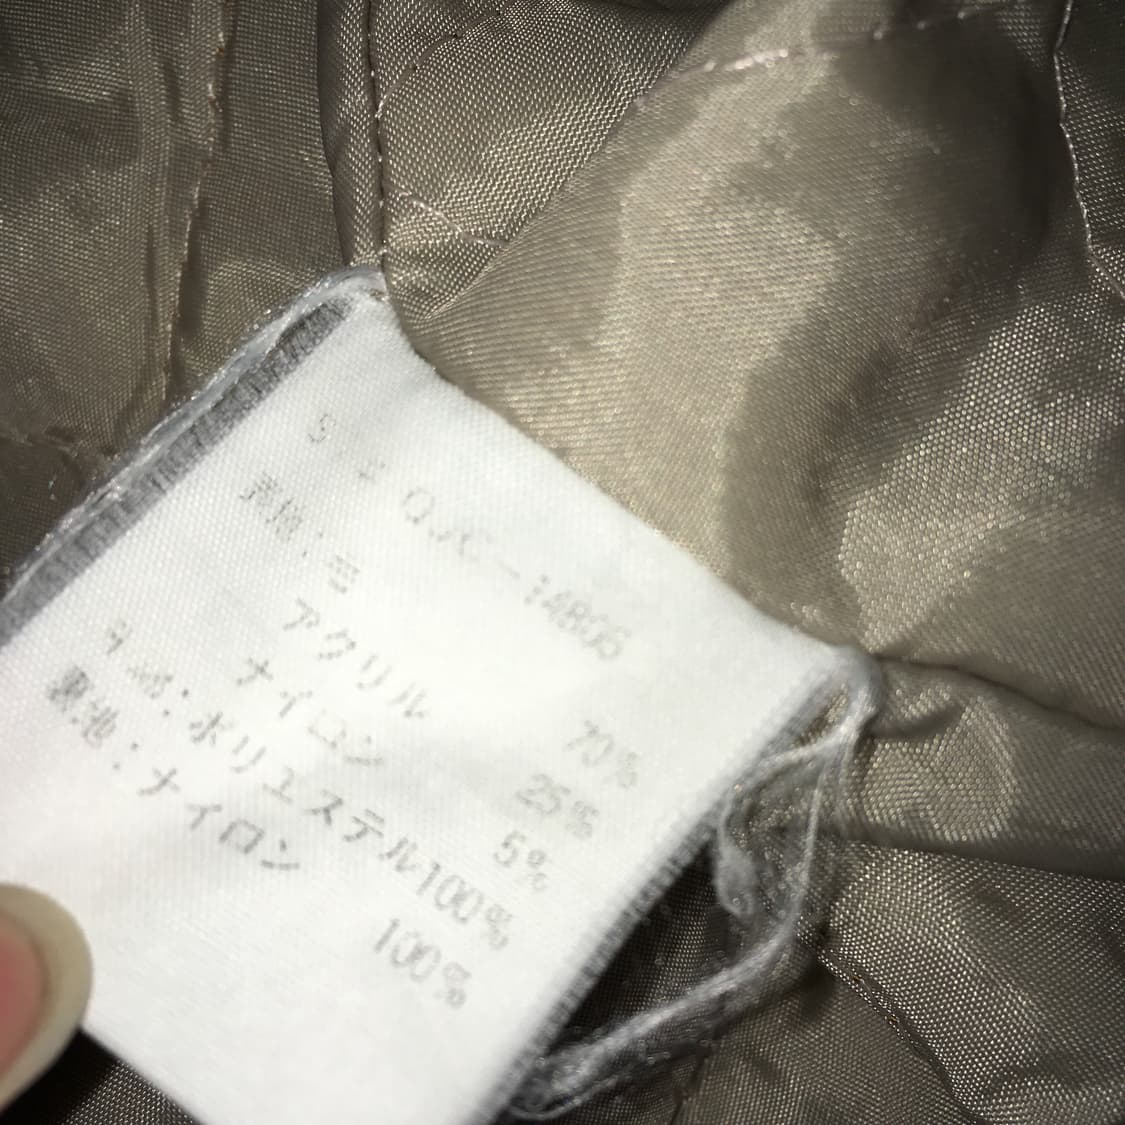 表地：毛 70%
アクリル 25%
ナイロン 5%
ポリエステル100%
裏地：ナイロン 100%